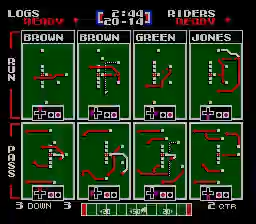 LOGS 2:44 RIDERS
READY 20-14 READY
BROWN BROWN GREEN JONES
RUN
PASS
3 DOWN 3 2 QTR